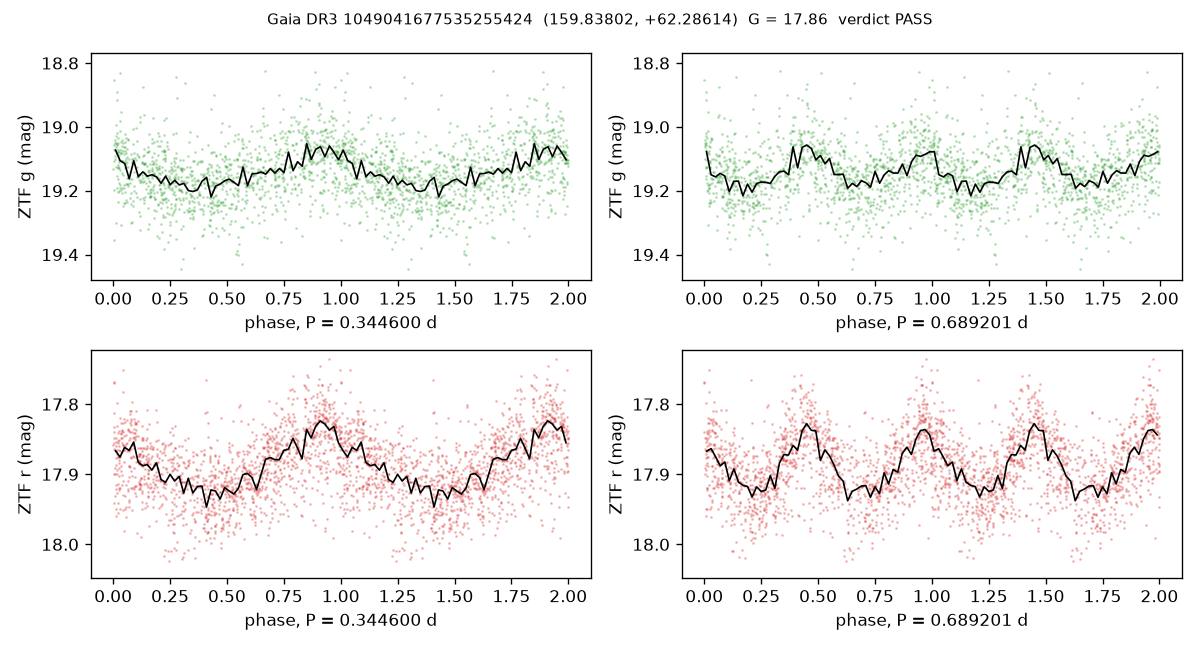 Gaia DR3 1049041677535255424 (159.83802, +62.28614) G = 17.86 verdict PASS
ZTF g (mag)
18.8
19.0
19.2
19.4
0.00 0.25 0.50 0.75 1.00 1.25 1.50 1.75 2.00
phase, P = 0.344600 d
ZTF g (mag)
18.8
19.0
19.2
19.4
0.00 0.25 0.50 0.75 1.00 1.25 1.50 1.75 2.00
phase, P = 0.689201 d
ZTF r (mag)
17.8
17.9
18.0
0.00 0.25 0.50 0.75 1.00 1.25 1.50 1.75 2.00
phase, P = 0.344600 d
ZTF r (mag)
17.8
17.9
18.0
0.00 0.25 0.50 0.75 1.00 1.25 1.50 1.75 2.00
phase, P = 0.689201 d